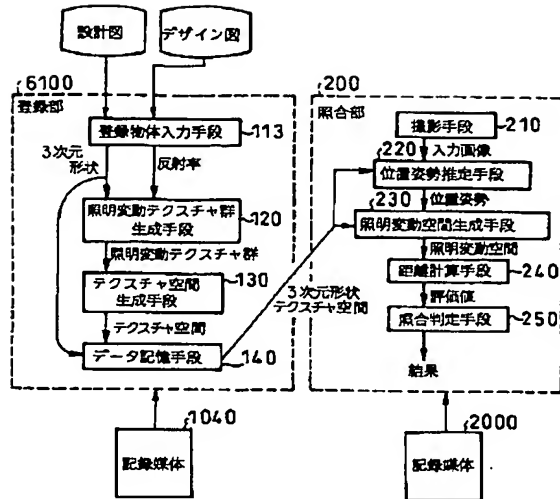 設計図
デザイン図
6100
登録部
登録物体入力手段
113
3次元
形状
反射率
照明変動テクスチャ群
生成手段
120
照明変動テクスチャ群
テクスチャ空間
生成手段
130
テクスチャ空間
データ記憶手段
140
3次元形状
テクスチャ空間
1040
記録媒体
200
照合部
撮影手段
210
220
入力画像
位置姿勢推定手段
230
位置姿勢
照明変動空間生成手段
照明変動空間
距離計算手段
240
評価値
照合判定手段
250
結果
2000
記録媒体